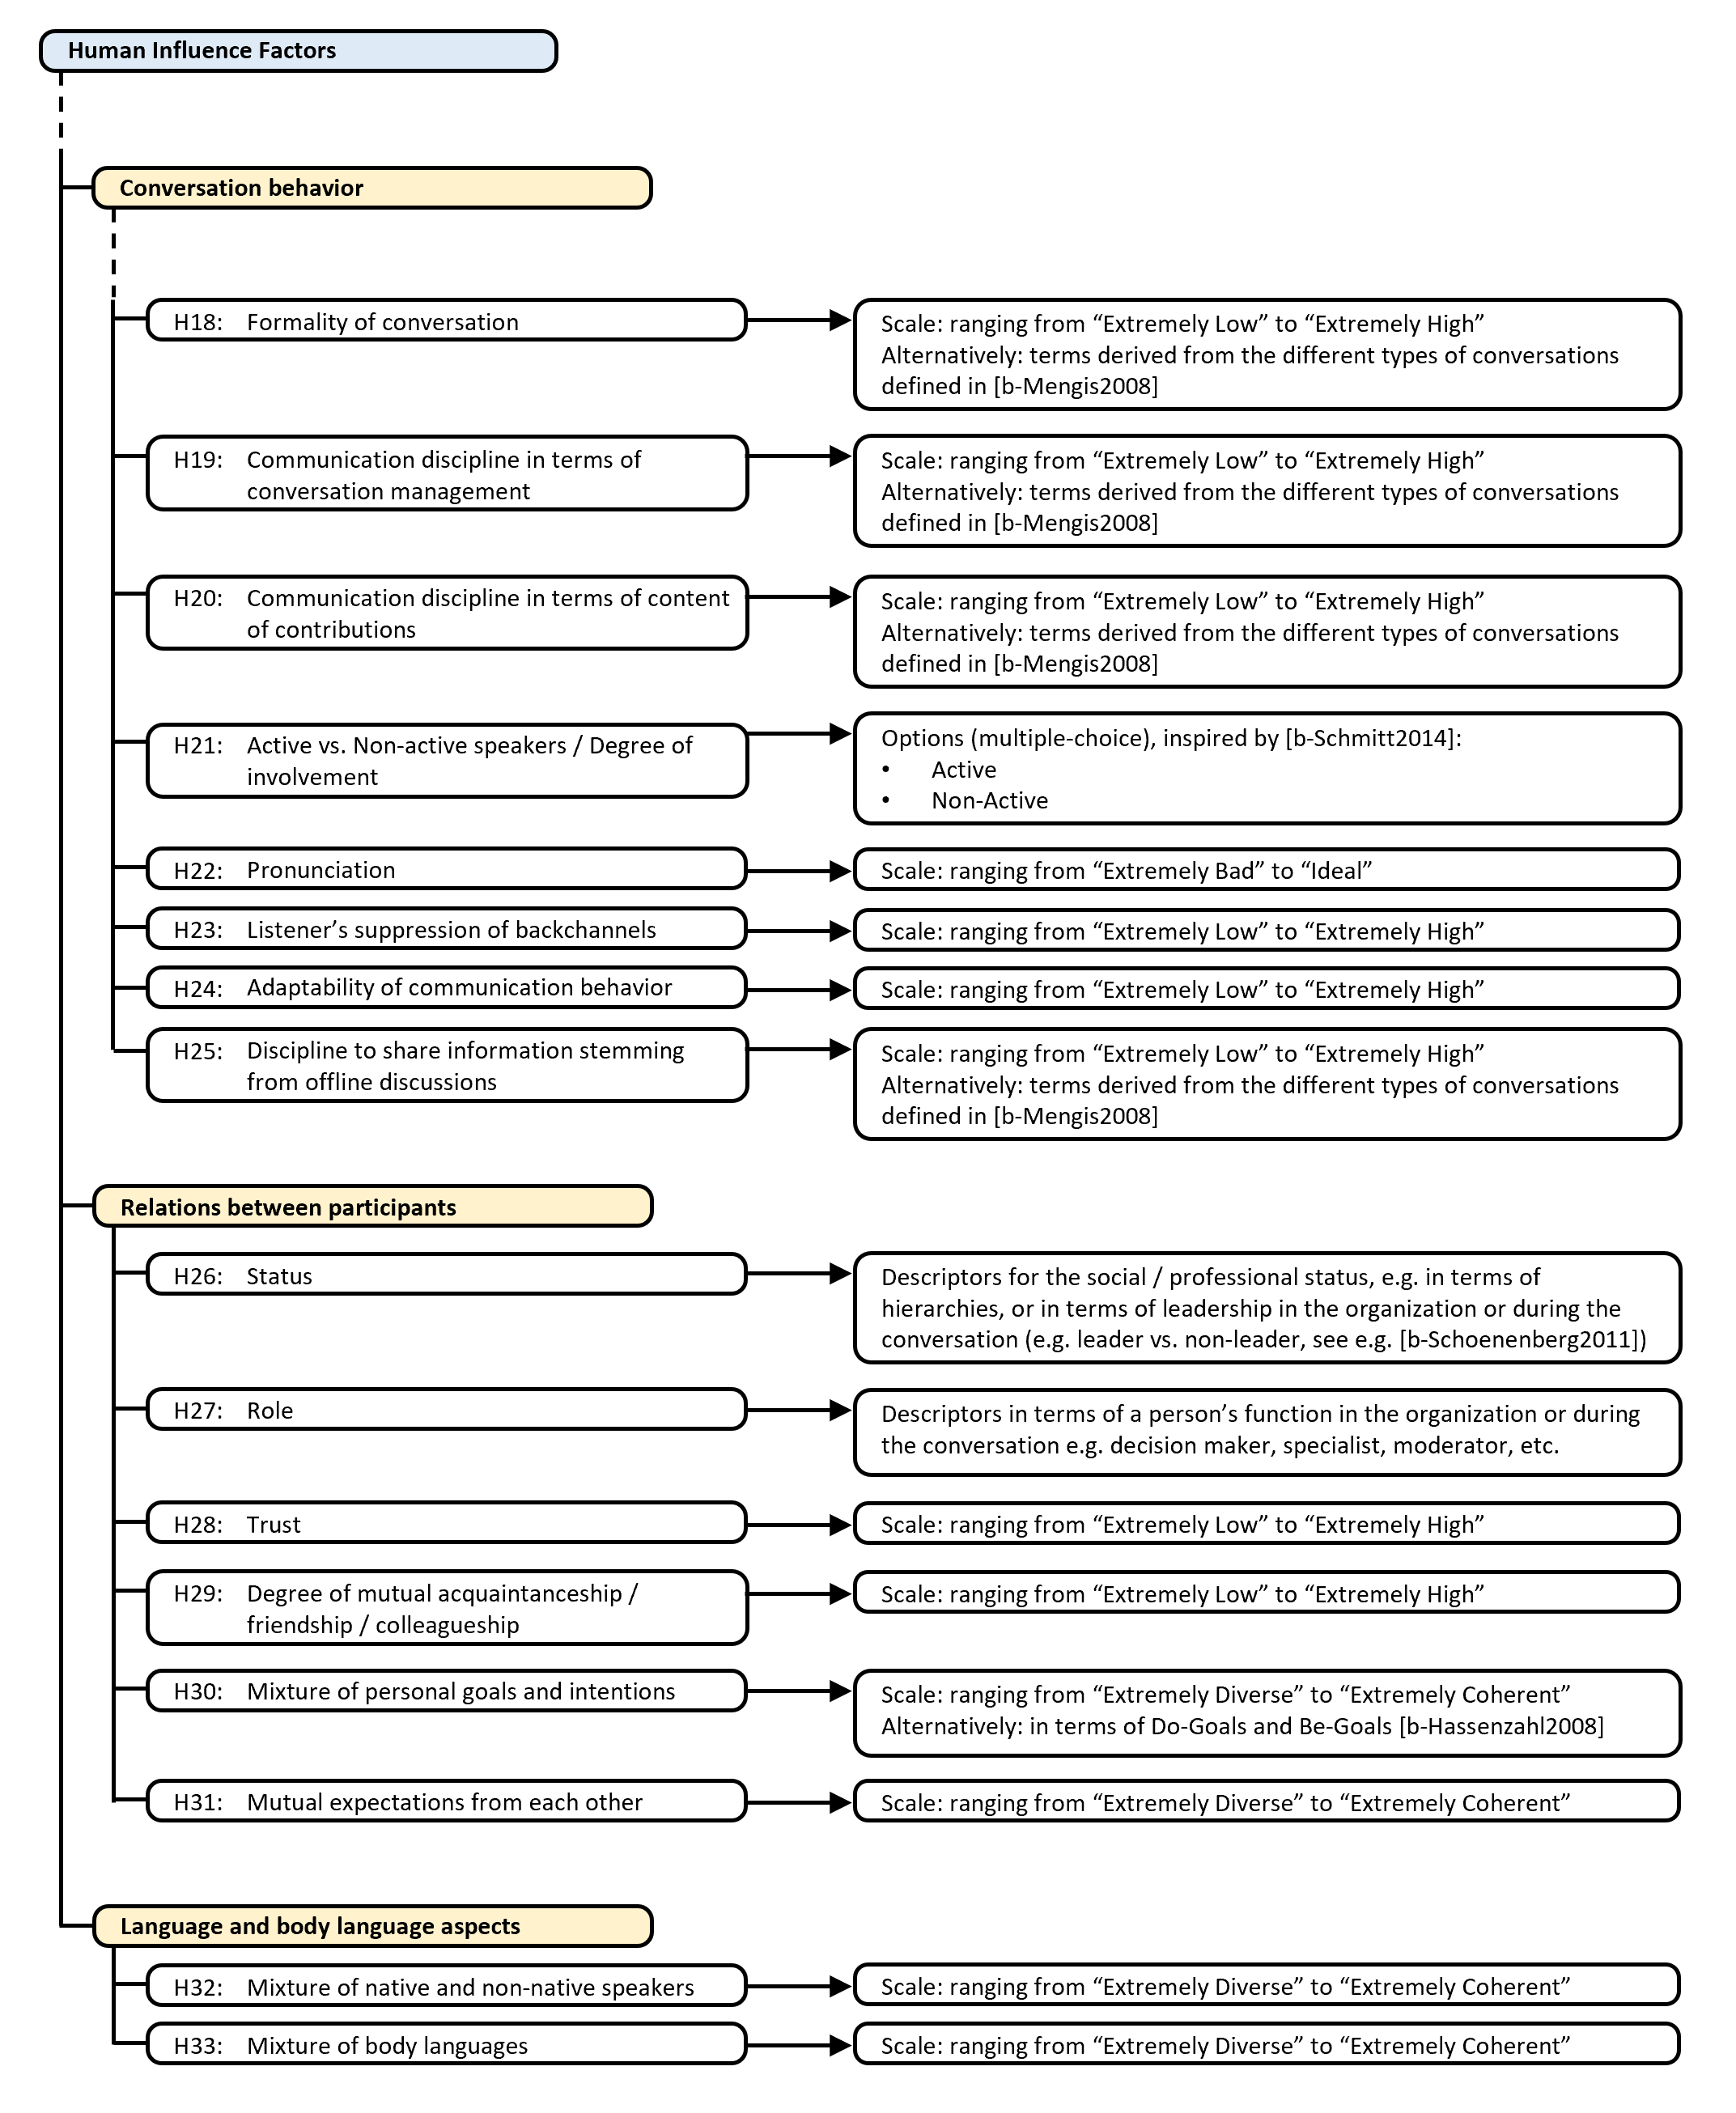 Human Influence Factors
Conversation behavior
H18: Formality of conversation
Scale: ranging from “Extremely Low” to “Extremely High”
Alternatively: terms derived from the different types of conversations
defined in [b-Mengis2008]
H19: Communication discipline in terms of
conversation management
Scale: ranging from “Extremely Low” to “Extremely High”
Alternatively: terms derived from the different types of conversations
defined in [b-Mengis2008]
H20: Communication discipline in terms of content
of contributions
Scale: ranging from “Extremely Low” to “Extremely High”
Alternatively: terms derived from the different types of conversations
defined in [b-Mengis2008]
H21: Active vs. Non-active speakers / Degree of
involvement
Options (multiple-choice), inspired by [b-Schmitt2014]:
• Active
• Non-Active
H22: Pronunciation
Scale: ranging from “Extremely Bad” to “Ideal”
H23: Listener’s suppression of backchannels
Scale: ranging from “Extremely Low” to “Extremely High”
H24: Adaptability of communication behavior
Scale: ranging from “Extremely Low” to “Extremely High”
H25: Discipline to share information stemming
from offline discussions
Scale: ranging from “Extremely Low” to “Extremely High”
Alternatively: terms derived from the different types of conversations
defined in [b-Mengis2008]
Relations between participants
H26: Status
Descriptors for the social / professional status, e.g. in terms of
hierarchies, or in terms of leadership in the organization or during the
conversation (e.g. leader vs. non-leader, see e.g. [b-Schoenenberg2011])
H27: Role
Descriptors in terms of a person’s function in the organization or during
the conversation e.g. decision maker, specialist, moderator, etc.
H28: Trust
Scale: ranging from “Extremely Low” to “Extremely High”
H29: Degree of mutual acquaintanceship /
friendship / colleagueship
Scale: ranging from “Extremely Low” to “Extremely High”
H30: Mixture of personal goals and intentions
Scale: ranging from “Extremely Diverse” to “Extremely Coherent”
Alternatively: in terms of Do-Goals and Be-Goals [b-Hassenzahl2008]
H31: Mutual expectations from each other
Scale: ranging from “Extremely Diverse” to “Extremely Coherent”
Language and body language aspects
H32: Mixture of native and non-native speakers
Scale: ranging from “Extremely Diverse” to “Extremely Coherent”
H33: Mixture of body languages
Scale: ranging from “Extremely Diverse” to “Extremely Coherent”